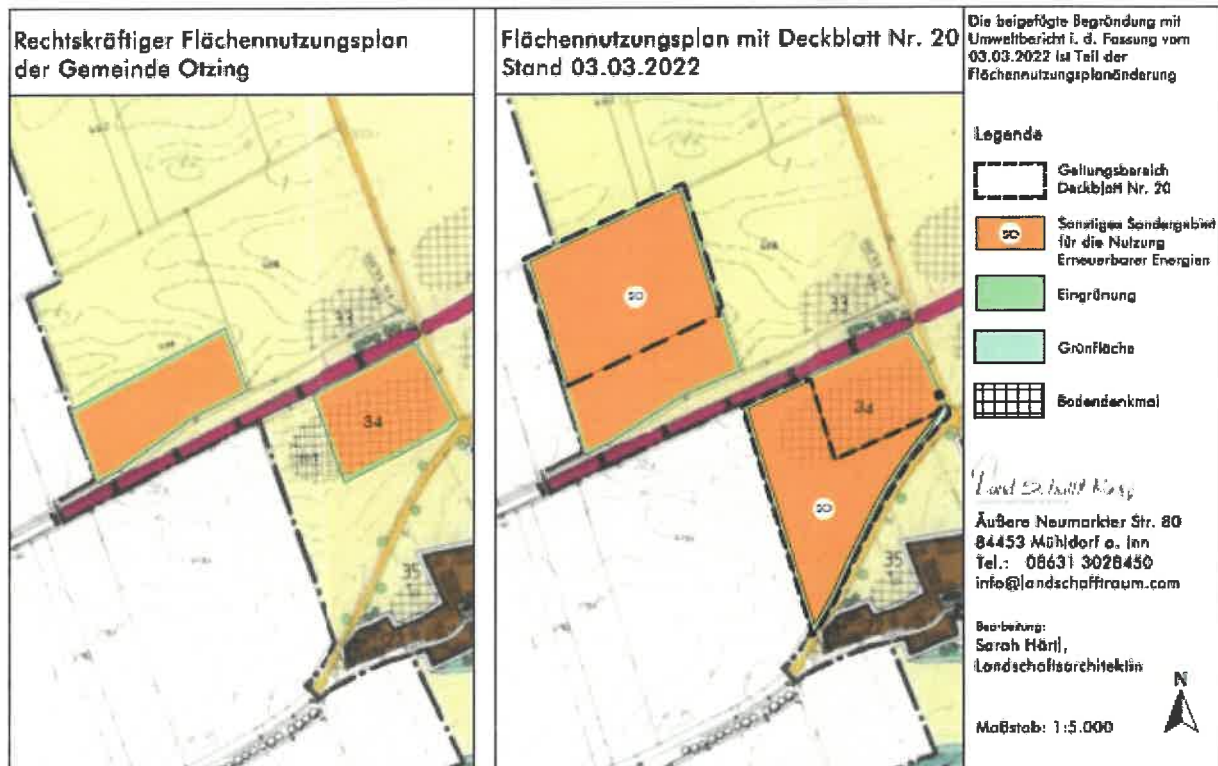 Rechtskräftiger Flächennutzungsplan
der Gemeinde Otzing
Flächennutzungsplan mit Deckblatt Nr. 20
Stand 03.03.2022
Die beigefügte Begründung mit
Umweltbericht i. d. Fassung vom
03.03.2022 ist Teil der
Flächennutzungsplanänderung
Legende
Geltungsbereich
Deckblatt Nr. 20
SO
Sonstiges Sondergebiet
für die Nutzung
Erneuerbarer Energien
Eingrünung
Grünfläche
Bodendenkmal
Äußere Neumarkter Str. 80
84453 Mühldorf a. Inn
Tel.: 08631 3028450
info@landschafftraum.com
Bearbeitung:
Sarah Härtl,
Landschaftsarchitektin
N
Maßstab: 1:5.000
33
34
35
SO
33
34
SO
35